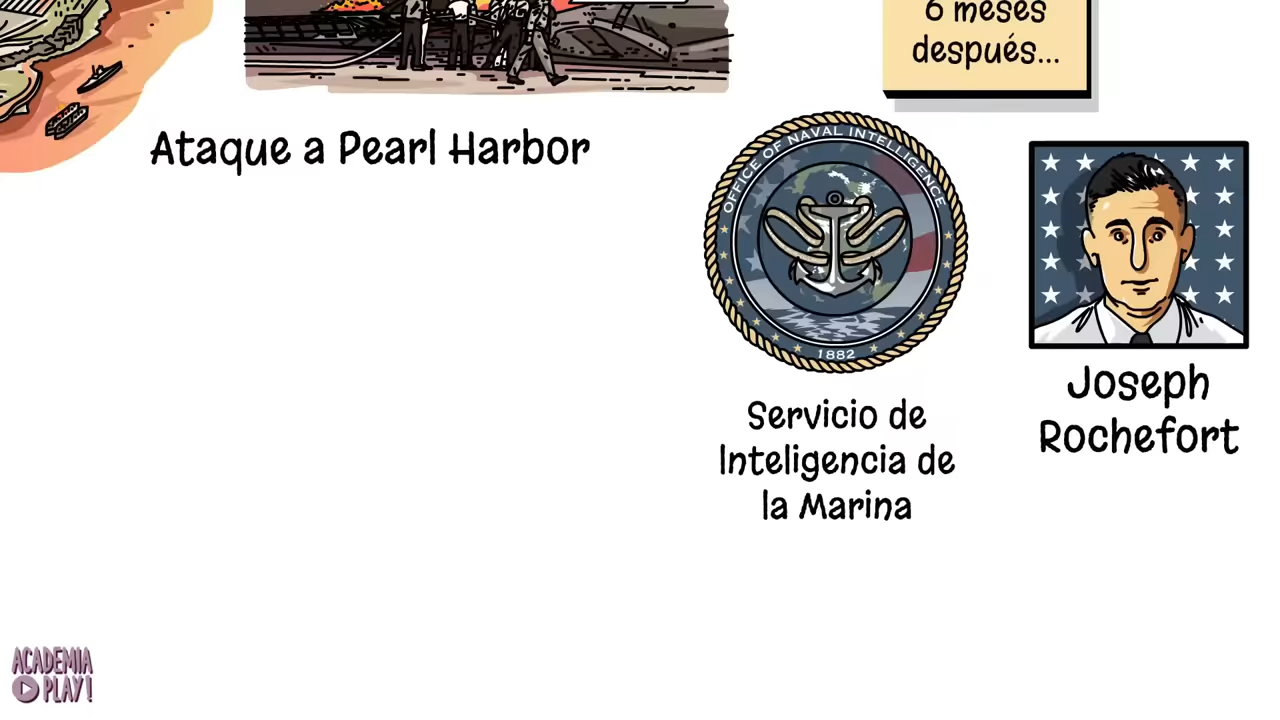 6 meses
después...
Ataque a Pearl Harbor
OFFICE OF NAVAL INTELLIGENCE
1882
Servicio de
Inteligencia de
la Marina
Joseph
Rochefort
ACADEMIA
PLAY!